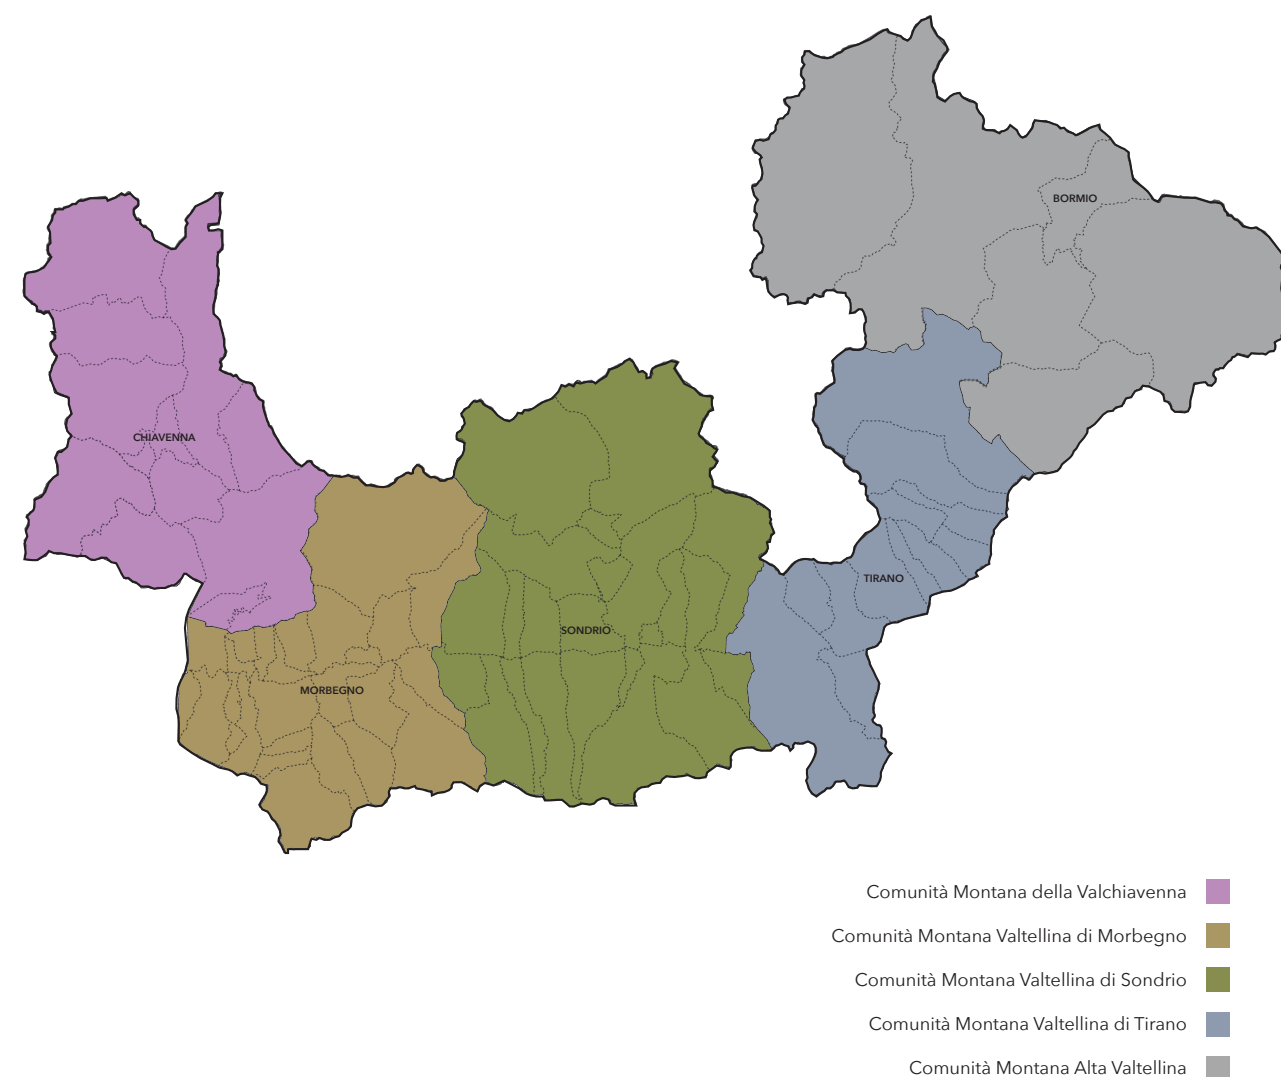 BORMIO
CHIAVENNA
TIRANO
SONDRIO
MORBEGNO
Comunità Montana della Valchiavenna
Comunità Montana Valtellina di Morbegno
Comunità Montana Valtellina di Sondrio
Comunità Montana Valtellina di Tirano
Comunità Montana Alta Valtellina